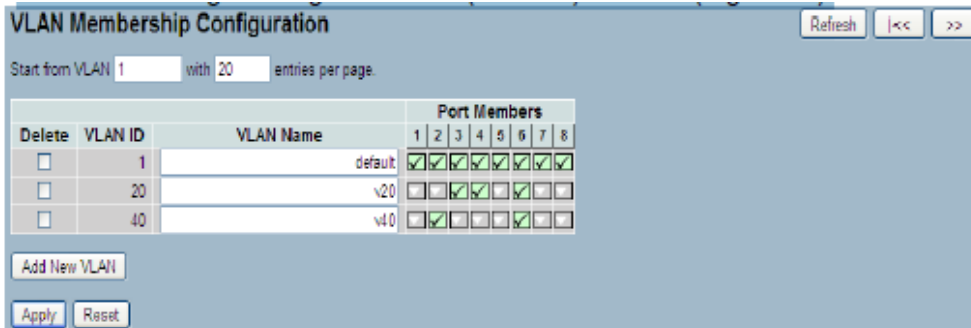 VLAN Membership Configuration
Refresh |<< >>
Start from VLAN 1 with 20 entries per page.
Port Members
Delete VLAN ID VLAN Name 1 2 3 4 5 6 7 8
1 default
20 v20
40 v40
Add New VLAN
Apply Reset